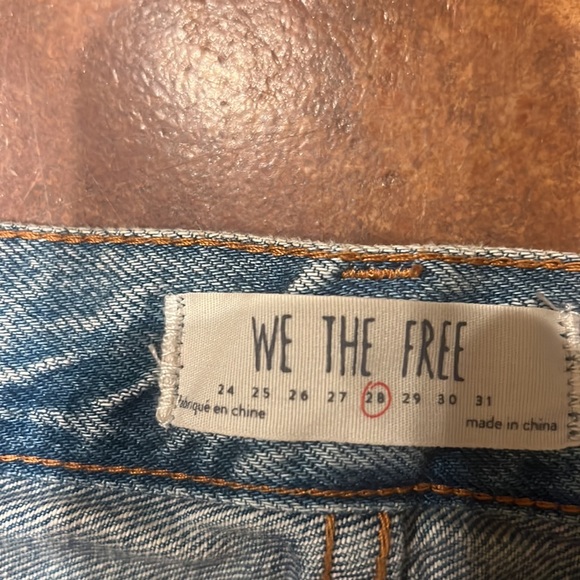 WE THE FREE
24 25 26 27 28 29 30 31
fabriqué en chine
made in china